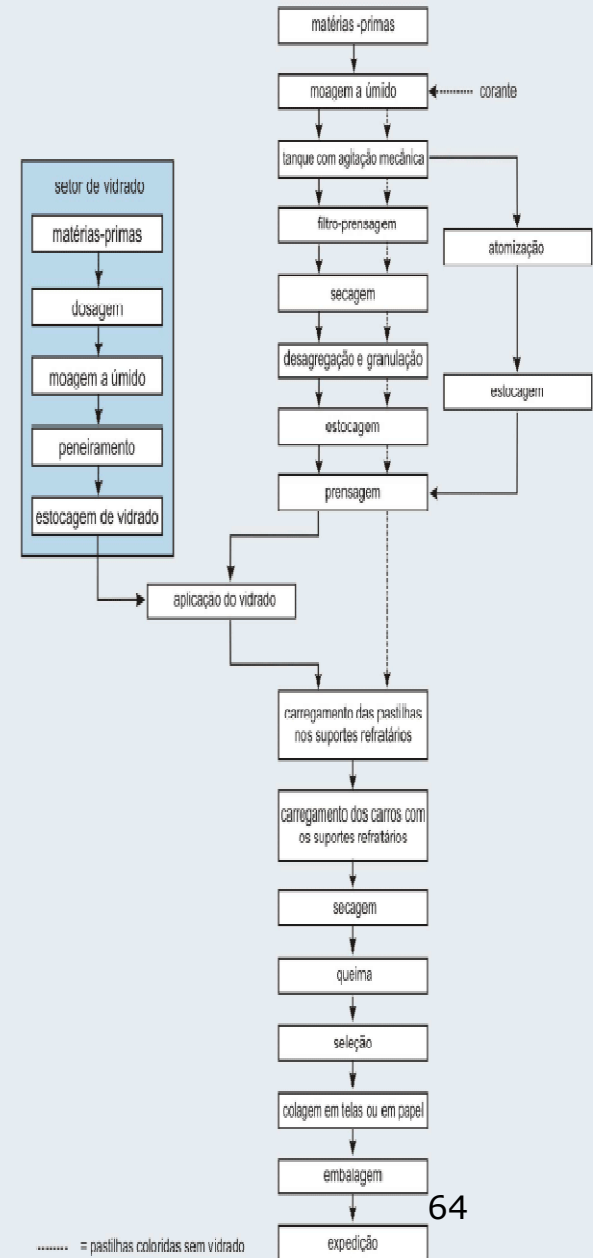 matérias -primas
moagem a úmido
corante
tanque com agitação mecânica
filtro-prensagem
secagem
desagregação e granulação
estocagem
prensagem
atomização
estocagem
setor de vidrado
matérias-primas
dosagem
moagem a úmido
peneiramento
estocagem de vidrado
aplicação do vidrado
carregamento das pastilhas
nos suportes refratários
carregamento dos carros com
os suportes refratários
secagem
queima
seleção
colagem em telas ou em papel
embalagem
64
expedição
------- = pastilhas coloridas sem vidrado